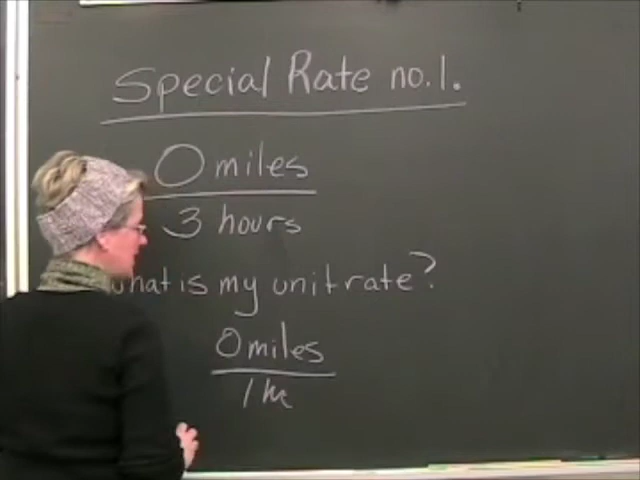 Special Rate no. 1.
0 miles
3 hours
what is my unit rate?
0 miles
1 hr